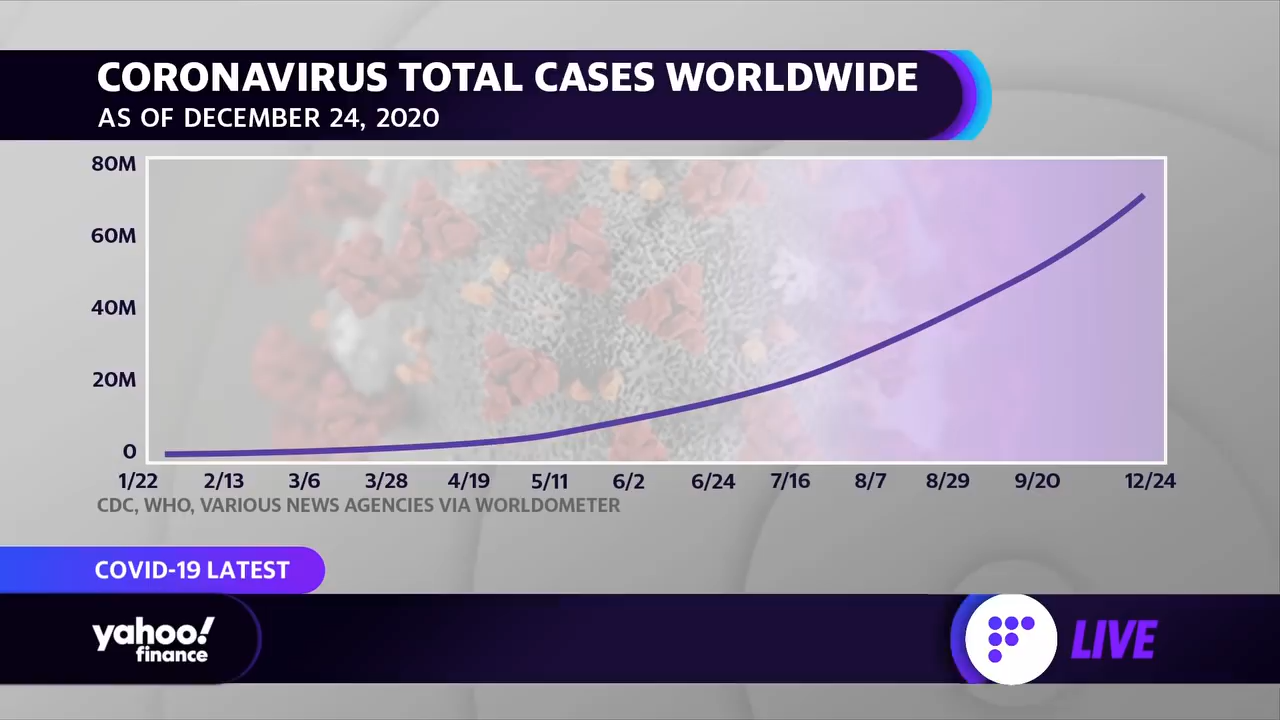 CORONAVIRUS TOTAL CASES WORLDWIDE
AS OF DECEMBER 24, 2020
80M
60M
40M
20M
0
1/22 2/13 3/6 3/28 4/19 5/11 6/2 6/24 7/16 8/7 8/29 9/20 12/24
CDC, WHO, VARIOUS NEWS AGENCIES VIA WORLDOMETER
COVID-19 LATEST
yahoo!
finance
LIVE